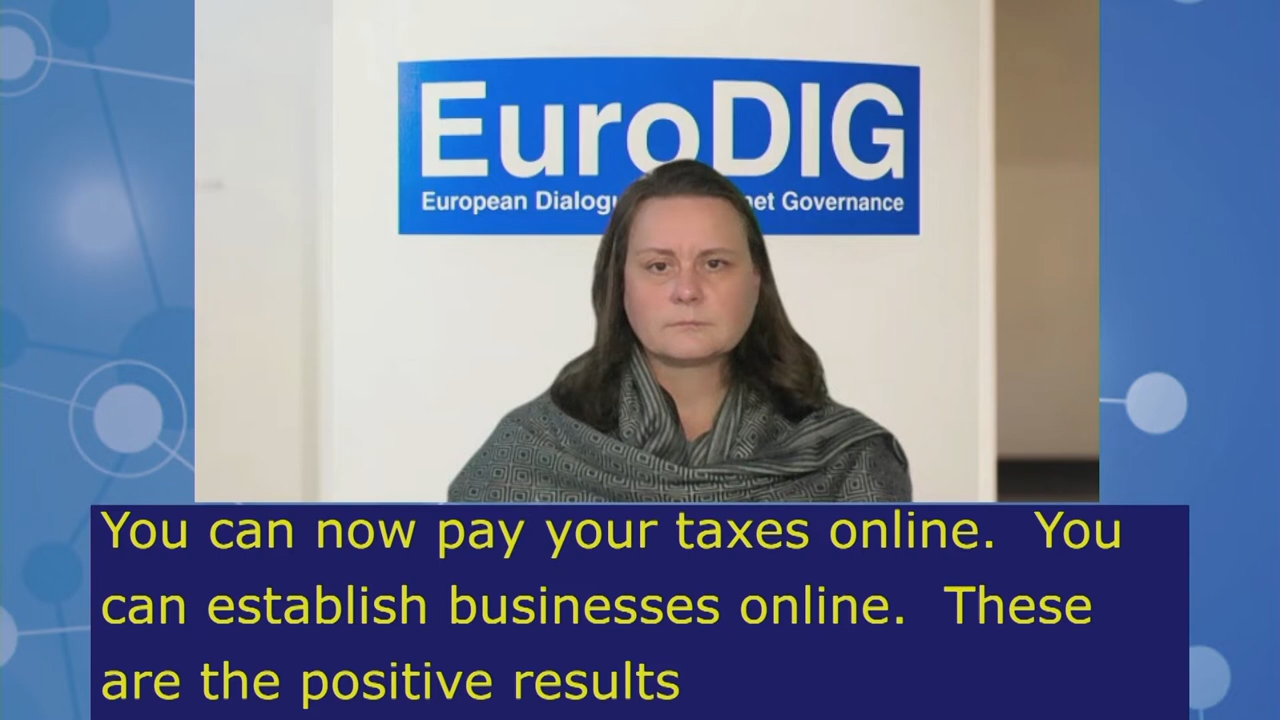 EuroDIG
European Dialogu net Governance
You can now pay your taxes online.  You
can establish businesses online.  These
are the positive results